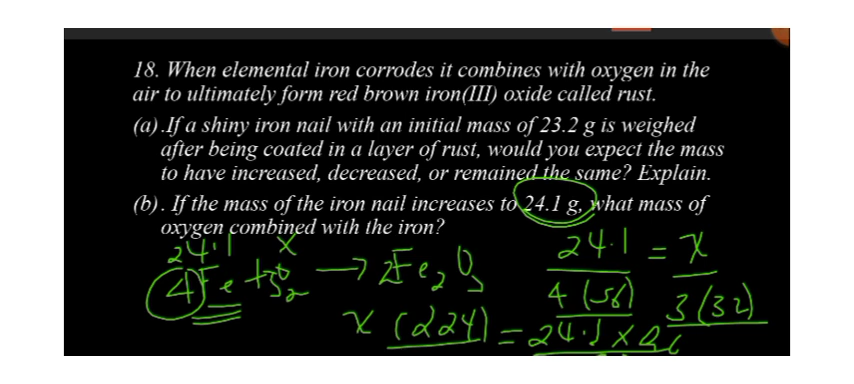 18. When elemental iron corrodes it combines with oxygen in the
air to ultimately form red brown iron(III) oxide called rust.
(a).If a shiny iron nail with an initial mass of 23.2 g is weighed
after being coated in a layer of rust, would you expect the mass
to have increased, decreased, or remained the same? Explain.
(b). If the mass of the iron nail increases to 24.1 g, what mass of
oxygen combined with the iron?
24.1 x
4Fe + 3O2 → 2Fe2O3
24.1 = x
4 (56) 3 (32)
x (224) = 24.1 x